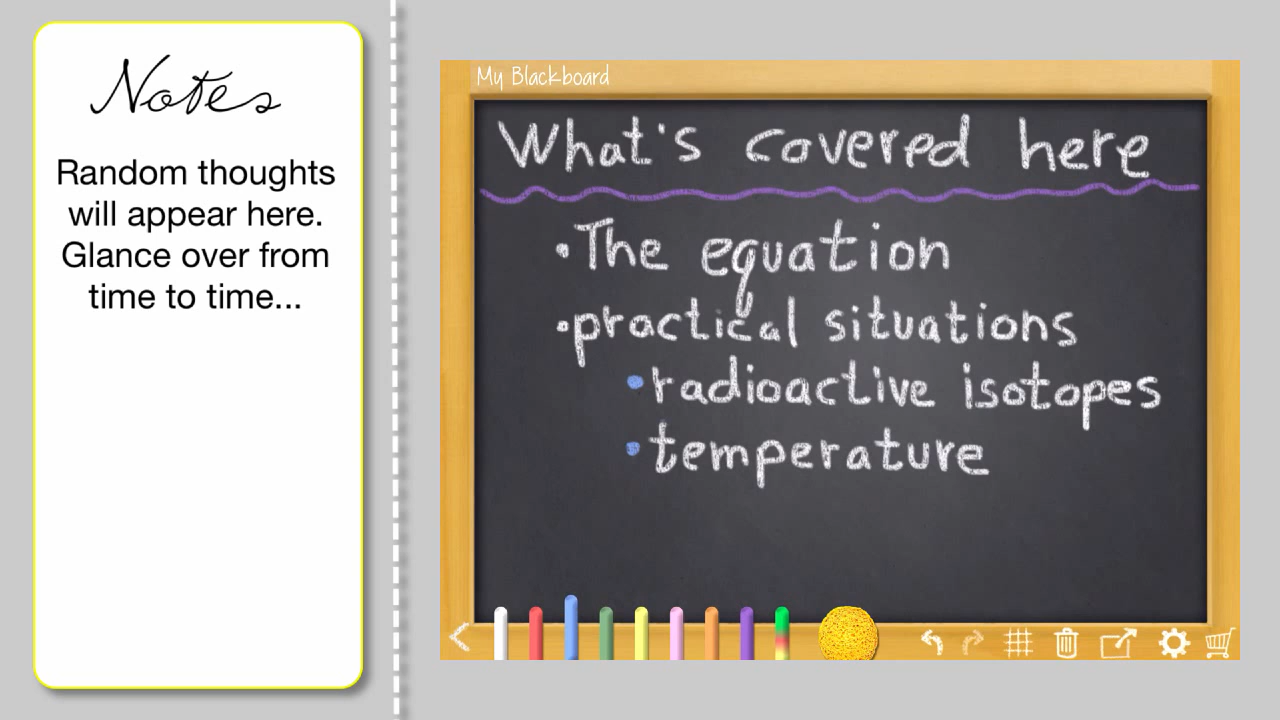 Notes
Random thoughts
will appear here.
Glance over from
time to time...
My Blackboard
What's covered here
•The equation
•practical situations
•radioactive isotopes
•temperature